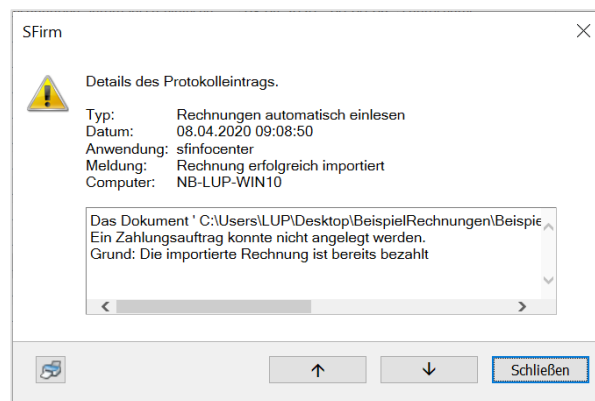 SFirm
Details des Protokolleintrags.
Typ: Rechnungen automatisch einlesen
Datum: 08.04.2020 09:08:50
Anwendung: sfinfocenter
Meldung: Rechnung erfolgreich importiert
Computer: NB-LUP-WIN10
Das Dokument ' C:\Users\LUP\Desktop\BeispielRechnungen\Beispie
Ein Zahlungsauftrag konnte nicht angelegt werden.
Grund: Die importierte Rechnung ist bereits bezahlt
Schließen